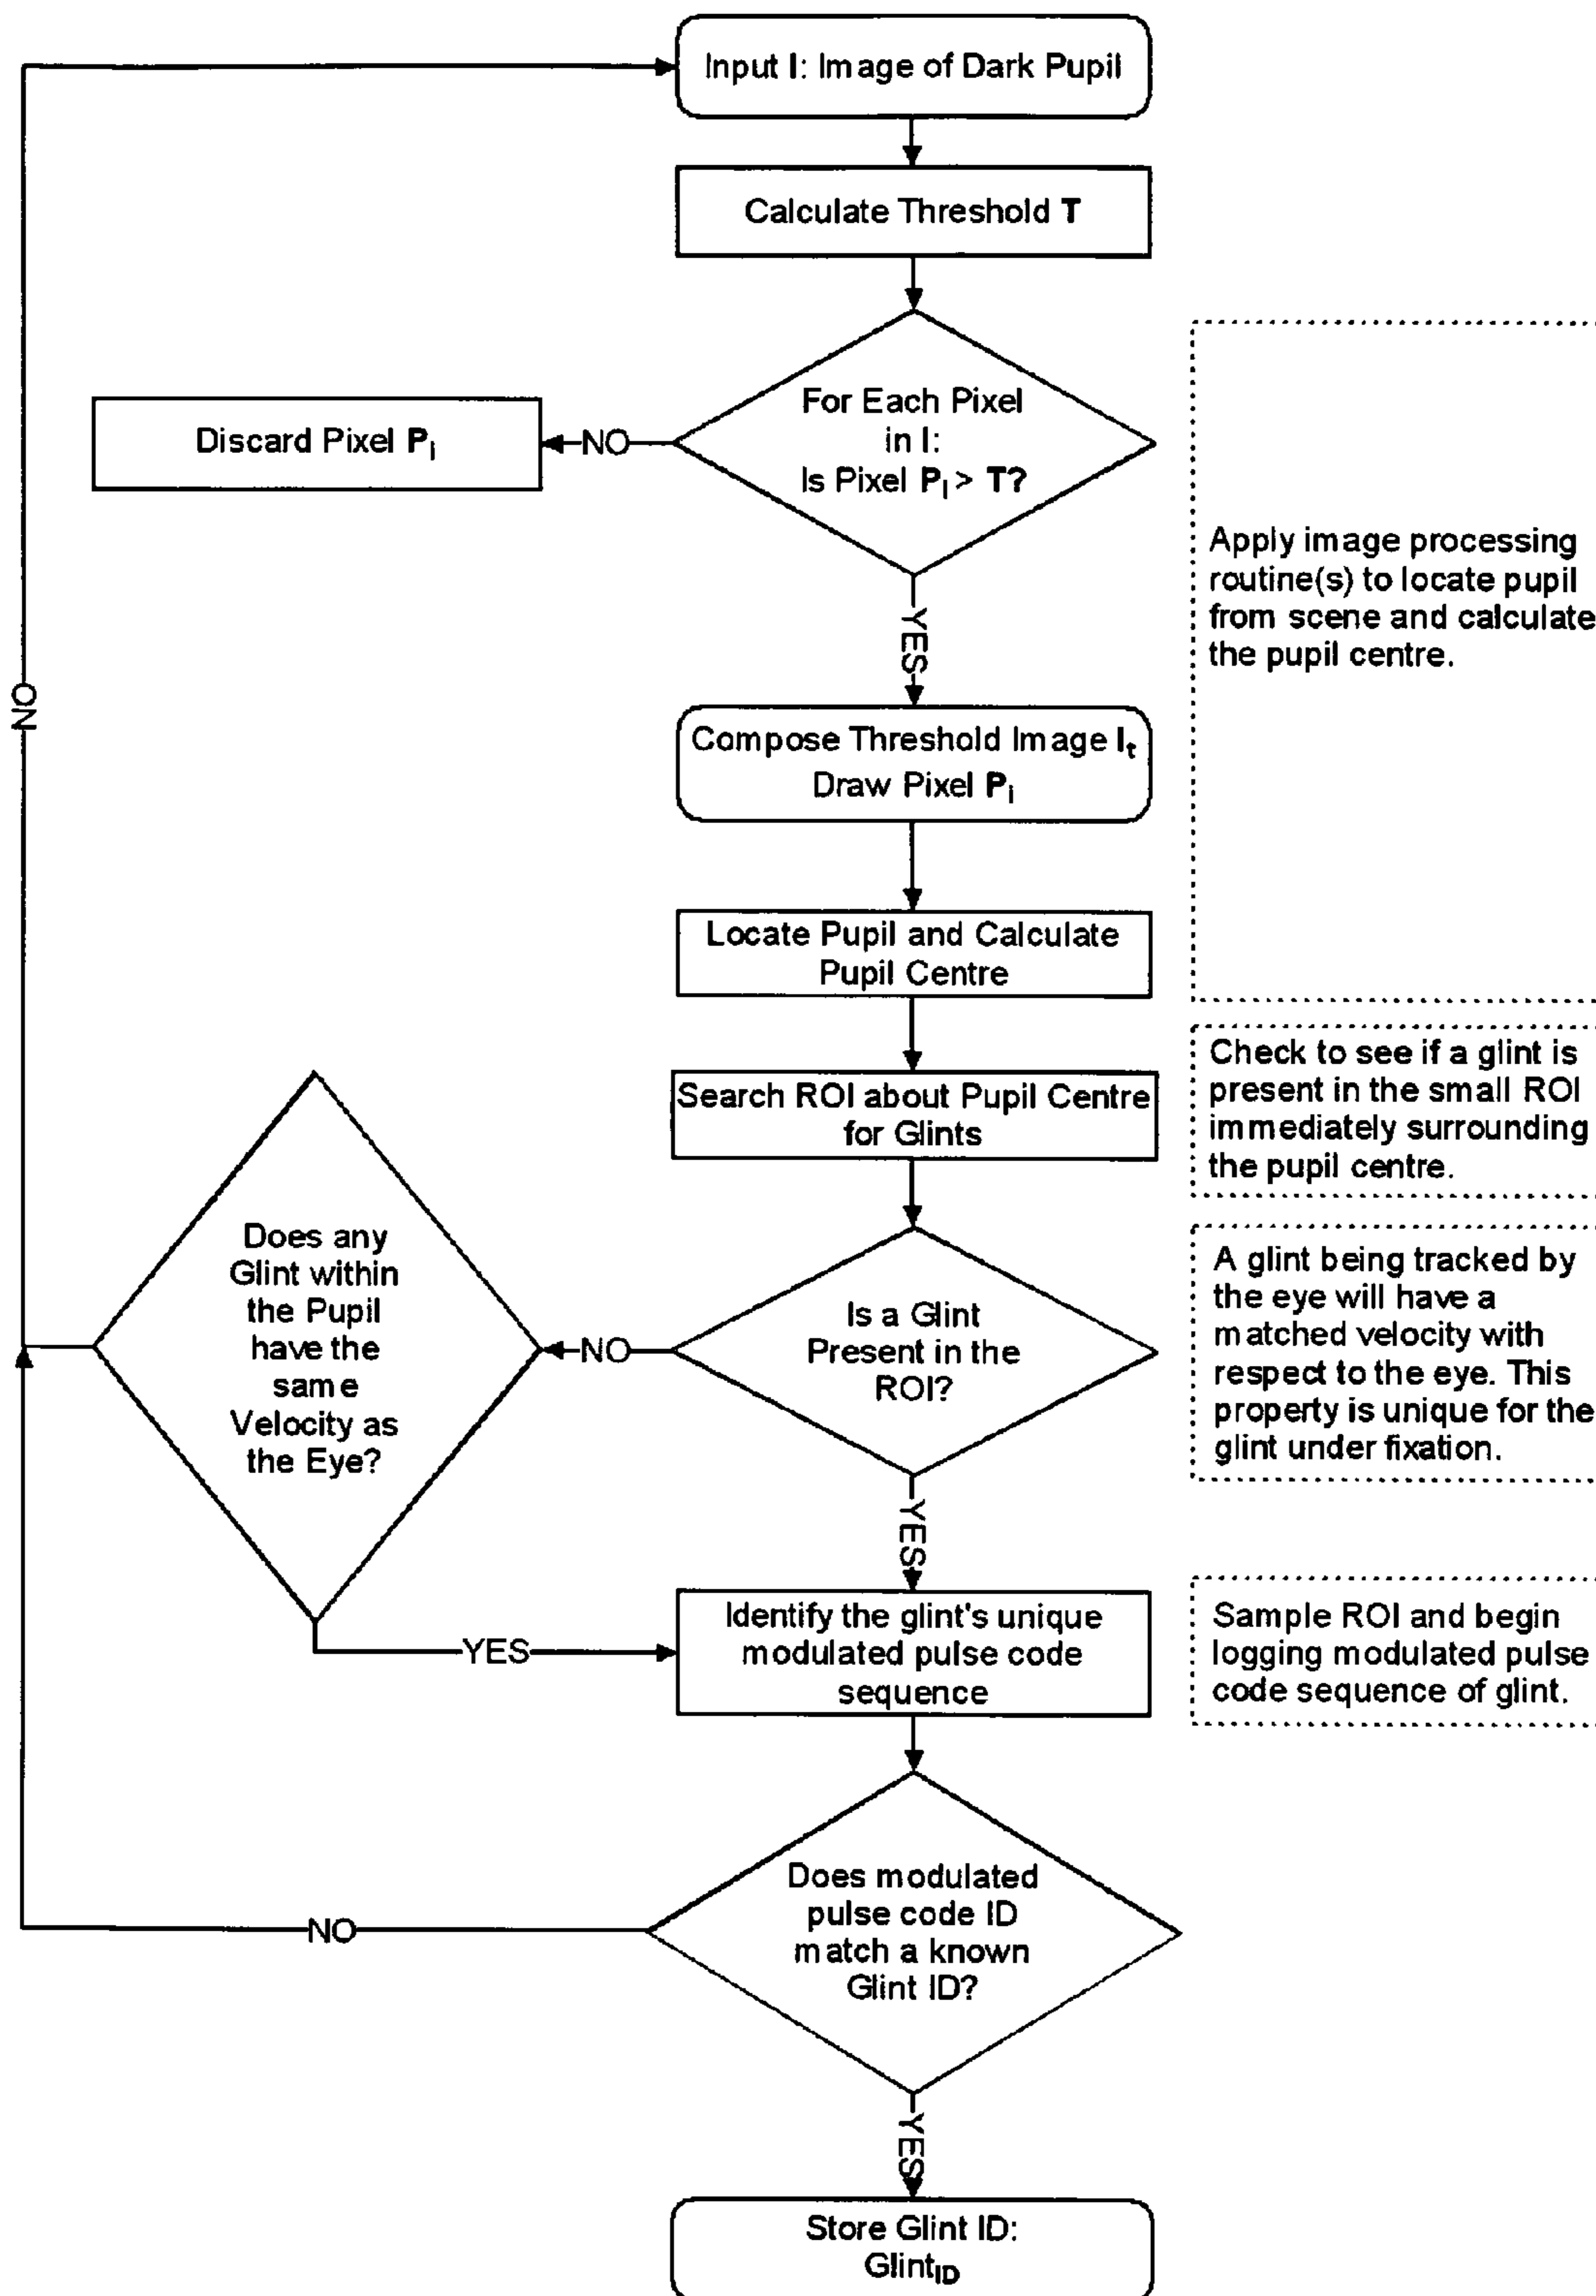 Input I: Image of Dark Pupil
Calculate Threshold T
For Each Pixel
in I:
Is Pixel Pi > T?
NO
Discard Pixel Pi
YES
Apply image processing
routine(s) to locate pupil
from scene and calculate
the pupil centre.
NO
Compose Threshold Image It
Draw Pixel Pi
Locate Pupil and Calculate
Pupil Centre
Search ROI about Pupil Centre
for Glints
Check to see if a glint is
present in the small ROI
immediately surrounding
the pupil centre.
Does any
Glint within
the Pupil
have the
same
Velocity as
the Eye?
NO
Is a Glint
Present in the
ROI?
A glint being tracked by
the eye will have a
matched velocity with
respect to the eye. This
property is unique for the
glint under fixation.
YES
YES
Identify the glint's unique
modulated pulse code
sequence
Sample ROI and begin
logging modulated pulse
code sequence of glint.
Does modulated
pulse code ID
match a known
Glint ID?
NO
YES
Store Glint ID:
GlintID